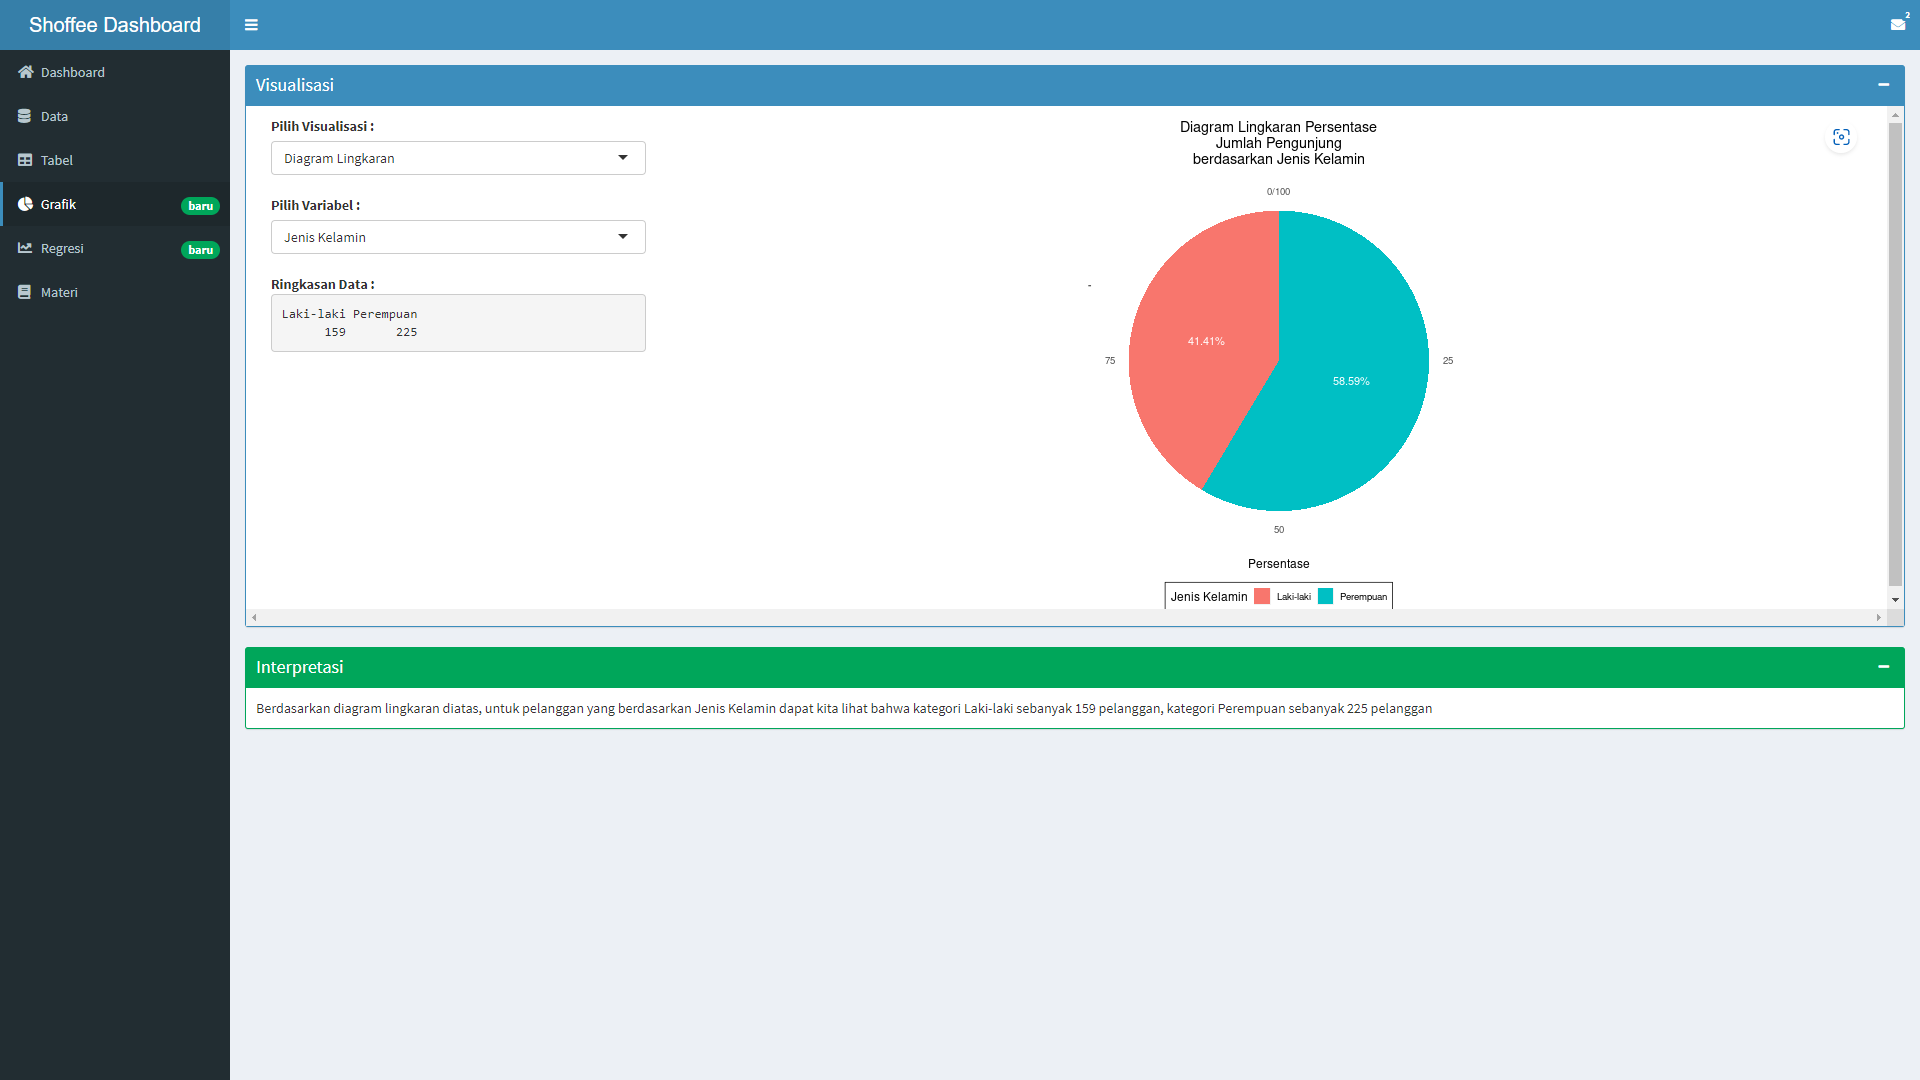 Shoffee Dashboard
2
Dashboard
Data
Tabel
Grafik
baru
Regresi
baru
Materi
Visualisasi
Pilih Visualisasi :
Diagram Lingkaran
Pilih Variabel :
Jenis Kelamin
Ringkasan Data :
Laki-laki Perempuan
159 225
Diagram Lingkaran Persentase
Jumlah Pengunjung
berdasarkan Jenis Kelamin
0/100
-
41.41%
75
25
58.59%
50
Persentase
Jenis Kelamin Laki-laki Perempuan
Interpretasi
Berdasarkan diagram lingkaran diatas, untuk pelanggan yang berdasarkan Jenis Kelamin dapat kita lihat bahwa kategori Laki-laki sebanyak 159 pelanggan, kategori Perempuan sebanyak 225 pelanggan